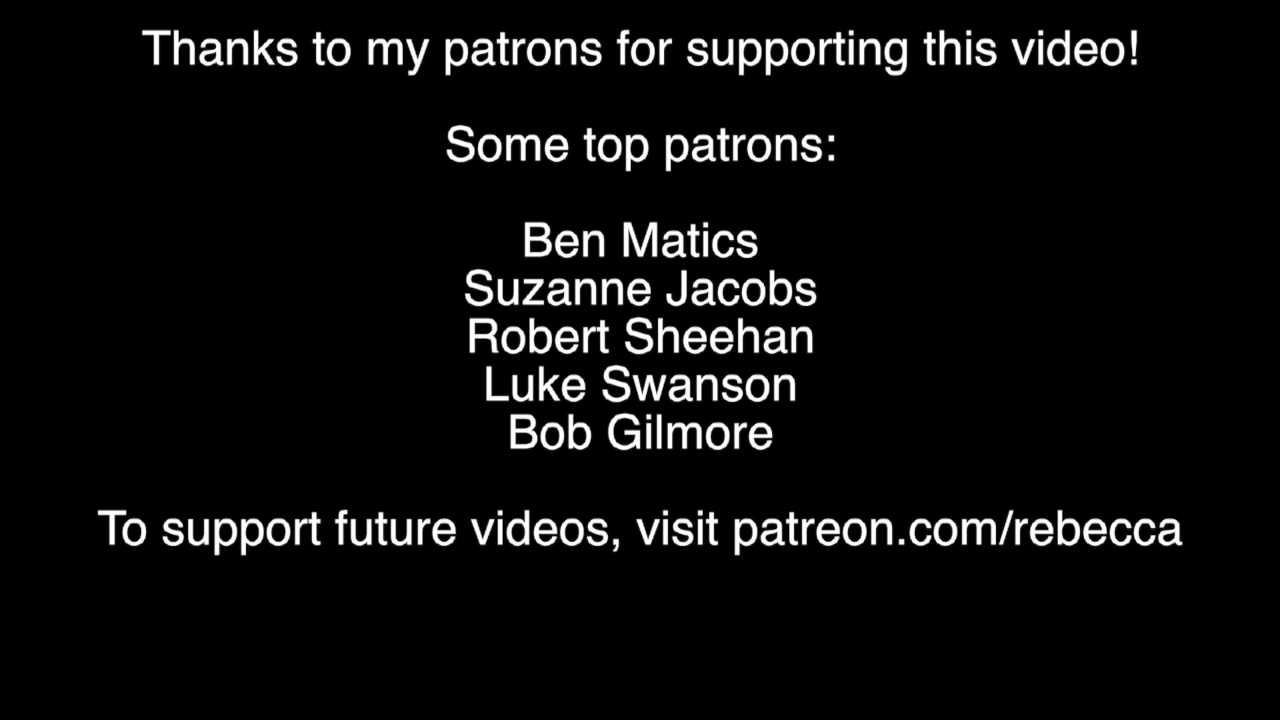 Thanks to my patrons for supporting this video!
Some top patrons:
Ben Matics
Suzanne Jacobs
Robert Sheehan
Luke Swanson
Bob Gilmore
To support future videos, visit patreon.com/rebecca